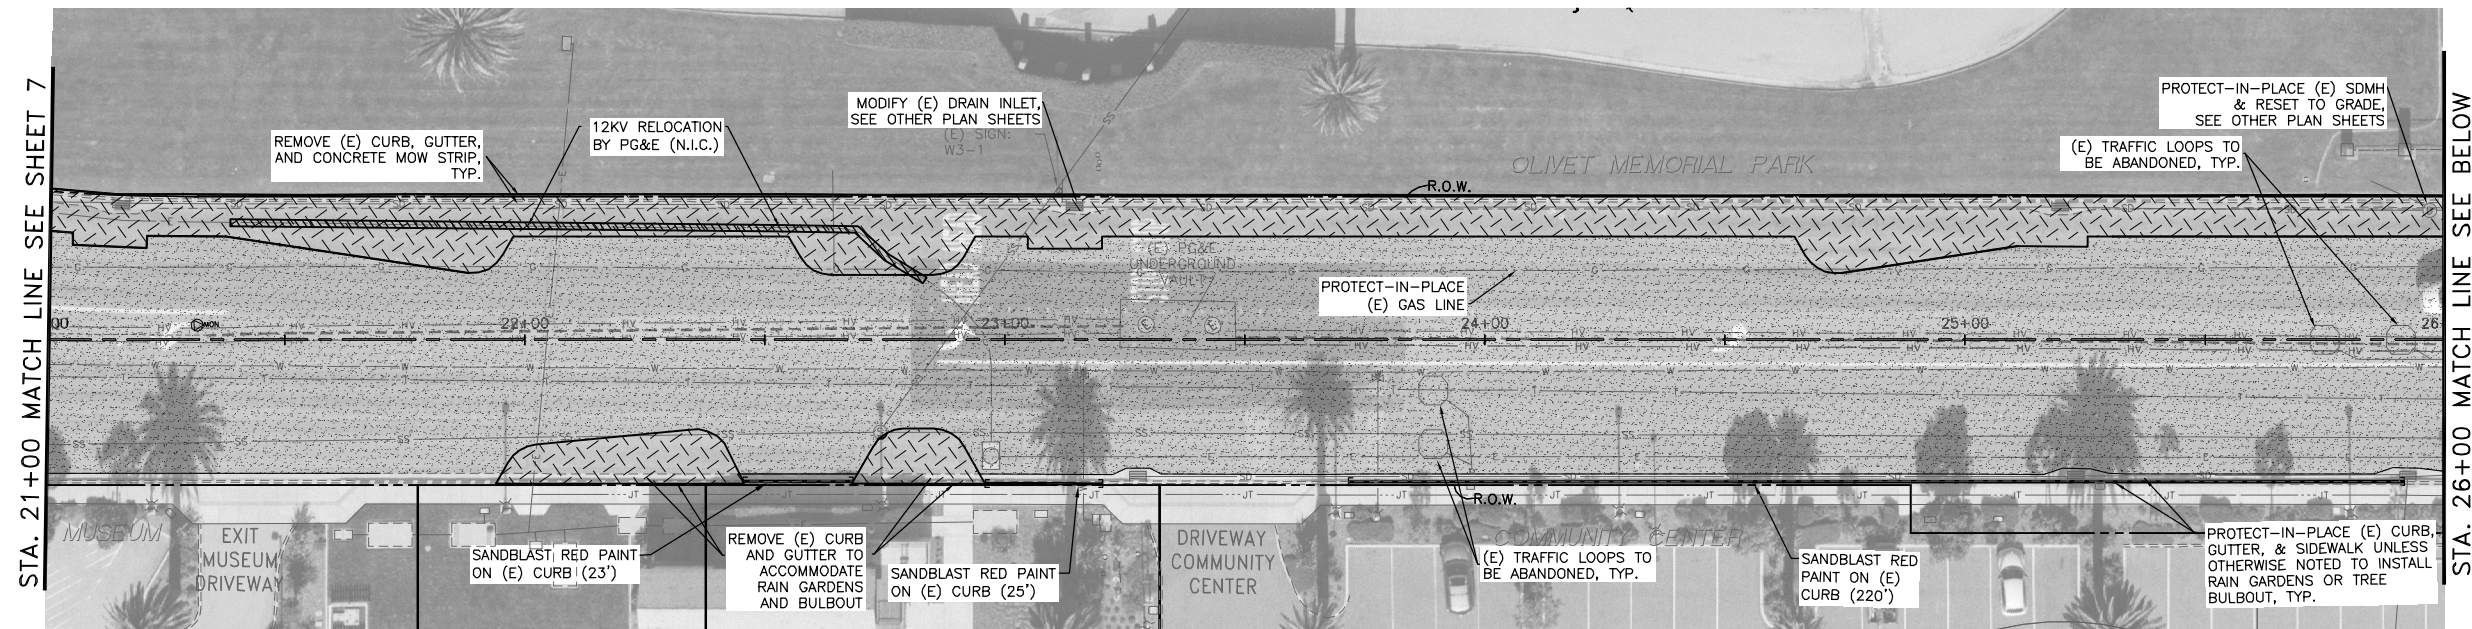 STA. 21+00 MATCH LINE SEE SHEET 7
REMOVE (E) CURB, GUTTER,
AND CONCRETE MOW STRIP,
TYP.
12KV RELOCATION
BY PG&E (N.I.C.)
MODIFY (E) DRAIN INLET,
SEE OTHER PLAN SHEETS
(E) SIGN:
W3-1
OLIVET MEMORIAL PARK
R.O.W.
(E) TRAFFIC LOOPS TO
BE ABANDONED, TYP.
PROTECT-IN-PLACE (E) SDMH
& RESET TO GRADE,
SEE OTHER PLAN SHEETS
STA. 26+00 MATCH LINE SEE BELOW
(E) PG&E
UNDERGROUND
VAULT
PROTECT-IN-PLACE
(E) GAS LINE
00
MON
22+00
23+00
24+00
25+00
26+
MUSEUM
EXIT
MUSEUM
DRIVEWAY
SANDBLAST RED PAINT
ON (E) CURB (23')
REMOVE (E) CURB
AND GUTTER TO
ACCOMMODATE
RAIN GARDENS
AND BULBOUT
SANDBLAST RED PAINT
ON (E) CURB (25')
DRIVEWAY
COMMUNITY
CENTER
R.O.W.
COMMUNITY CENTER
(E) TRAFFIC LOOPS TO
BE ABANDONED, TYP.
SANDBLAST RED
PAINT ON (E)
CURB (220')
PROTECT-IN-PLACE (E) CURB,
GUTTER, & SIDEWALK UNLESS
OTHERWISE NOTED TO INSTALL
RAIN GARDENS OR TREE
BULBOUT, TYP.